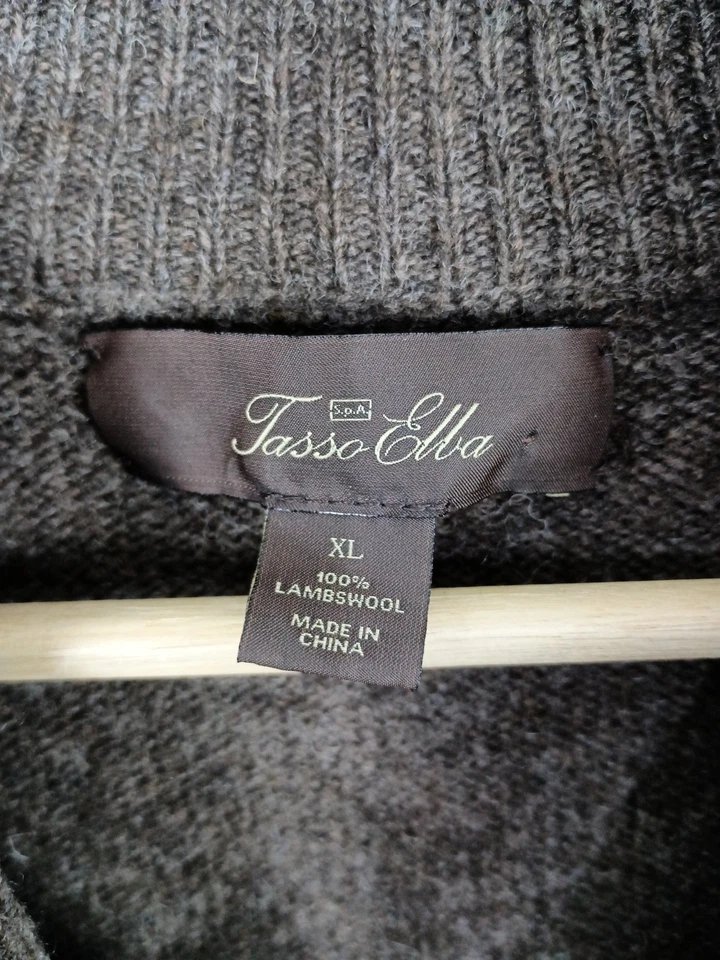 S.p.A.
Tasso Elba
XL
100%
LAMBSWOOL
MADE IN
CHINA